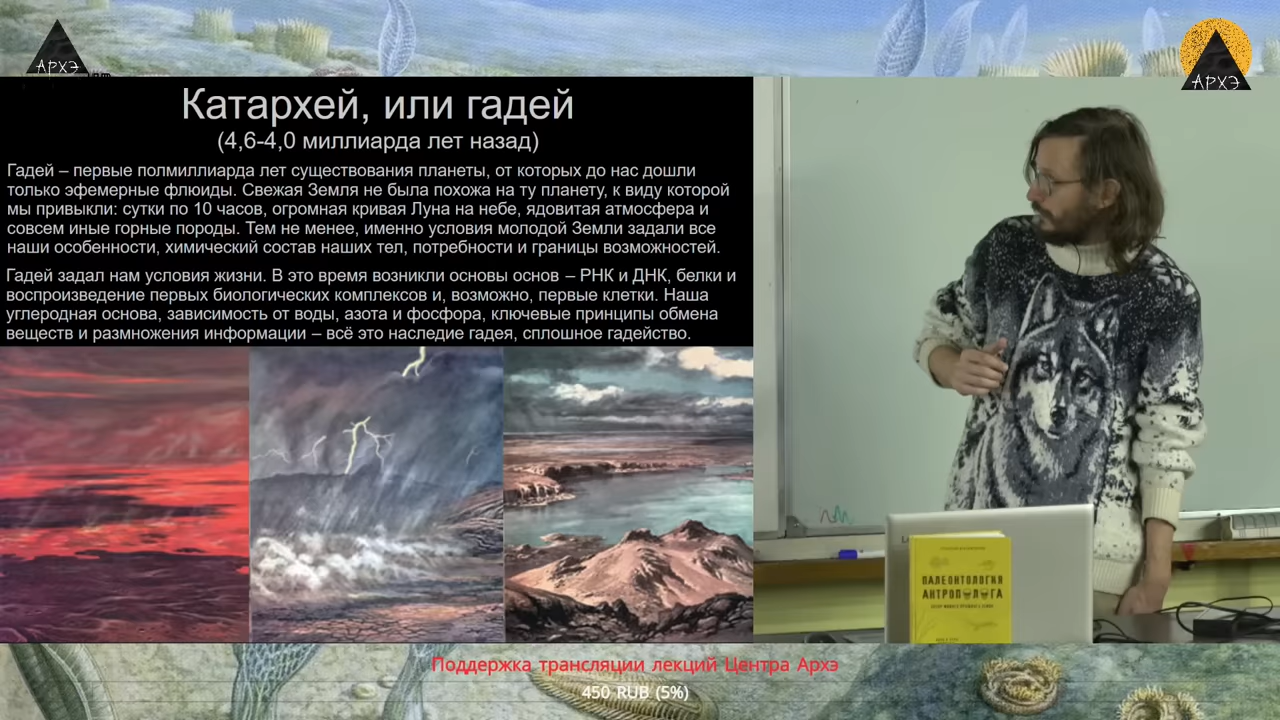 АРХЭ
АРХЭ
Катархей, или гадей
(4,6-4,0 миллиарда лет назад)
Гадей – первые полмиллиарда лет существования планеты, от которых до нас дошли
только эфемерные флюиды. Свежая Земля не была похожа на ту планету, к виду которой
мы привыкли: сутки по 10 часов, огромная кривая Луна на небе, ядовитая атмосфера и
совсем иные горные породы. Тем не менее, именно условия молодой Земли задали все
наши особенности, химический состав наших тел, потребности и границы возможностей.
Гадей задал нам условия жизни. В это время возникли основы основ – РНК и ДНК, белки и
воспроизведение первых биологических комплексов и, возможно, первые клетки. Наша
углеродная основа, зависимость от воды, азота и фосфора, ключевые принципы обмена
веществ и размножения информации – всё это наследие гадея, сплошное гадейство.
ПАЛЕОНТОЛОГИЯ
АНТРОПОЛОГА
Поддержка трансляции лекций Центра Архэ
450 RUB (5%)